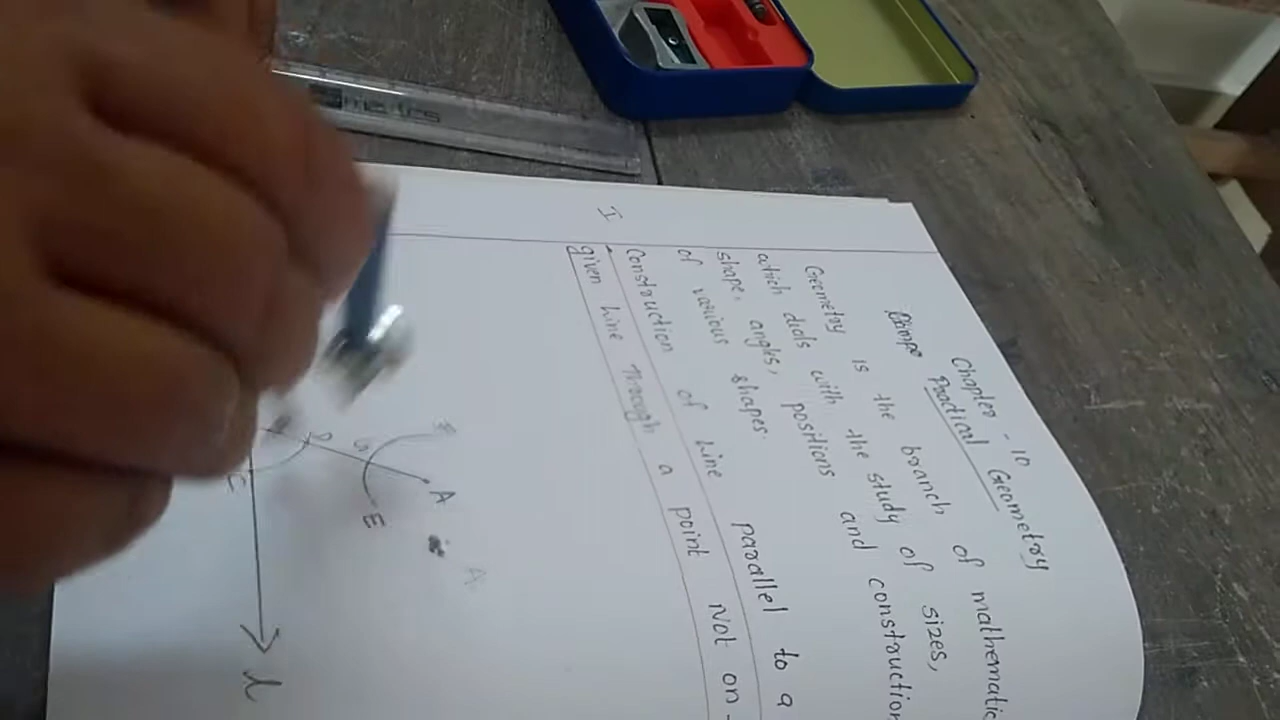 Chapter - 10
Practical Geometry
Geometry is the branch of mathematic
which dials with the study of sizes,
shape, angles, positions and construction
of various shapes.
I Construction of line parallel to a
given line through a point Not on-
A
A
E
F
G
D
C
l